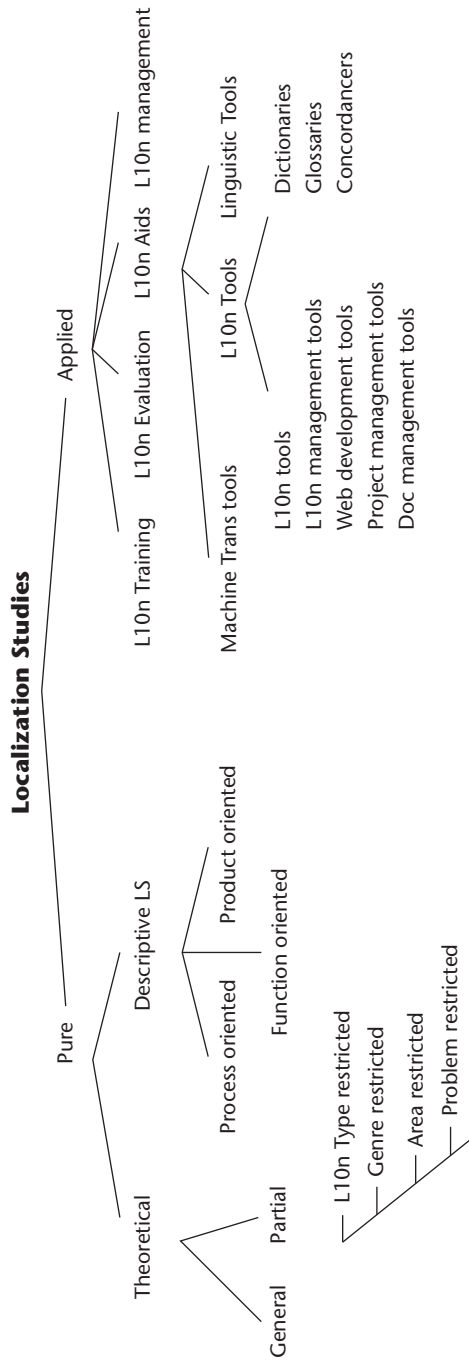 Localization Studies
Pure
Applied
Theoretical
Descriptive LS
L10n Training
L10n Evaluation
L10n Aids
L10n management
Process oriented
Product oriented
Machine Trans tools
L10n Tools
Linguistic Tools
General
Partial
Function oriented
L10n tools
L10n management tools
Web development tools
Project management tools
Doc management tools
Dictionaries
Glossaries
Concordancers
L10n Type restricted
Genre restricted
Area restricted
Problem restricted